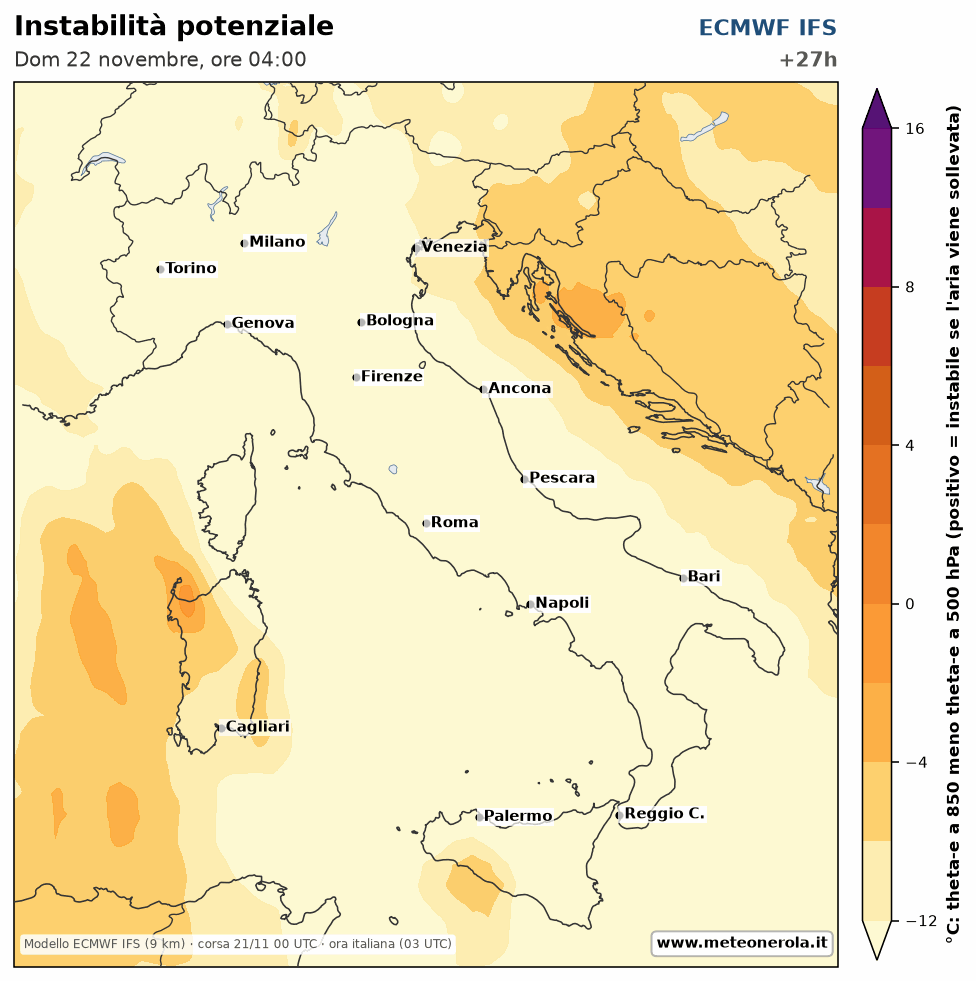 Instabilità potenziale
ECMWF IFS
Dom 22 novembre, ore 04:00
+27h
Milano
Venezia
Torino
Genova
Bologna
Firenze
Ancona
Pescara
Roma
Bari
Napoli
Cagliari
Palermo
Reggio C.
Modello ECMWF IFS (9 km) · corsa 21/11 00 UTC · ora italiana (03 UTC)
www.meteonerola.it
16
8
4
0
−4
−12
°C: theta-e a 850 meno theta-e a 500 hPa (positivo = instabile se l'aria viene sollevata)